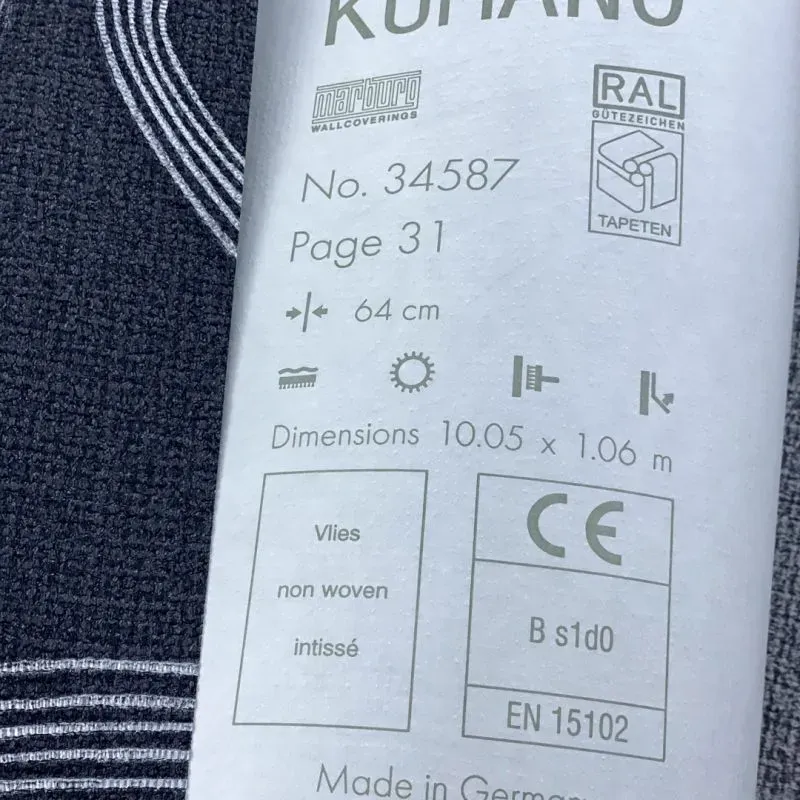 KUMANO
marburg
WALLCOVERINGS
RAL
GÜTEZEICHEN
TAPETEN
No. 34587
Page 31
64 cm
Dimensions 10.05 x 1.06 m
Vlies
non woven
intissé
CE
B s1d0
EN 15102
Made in Germany